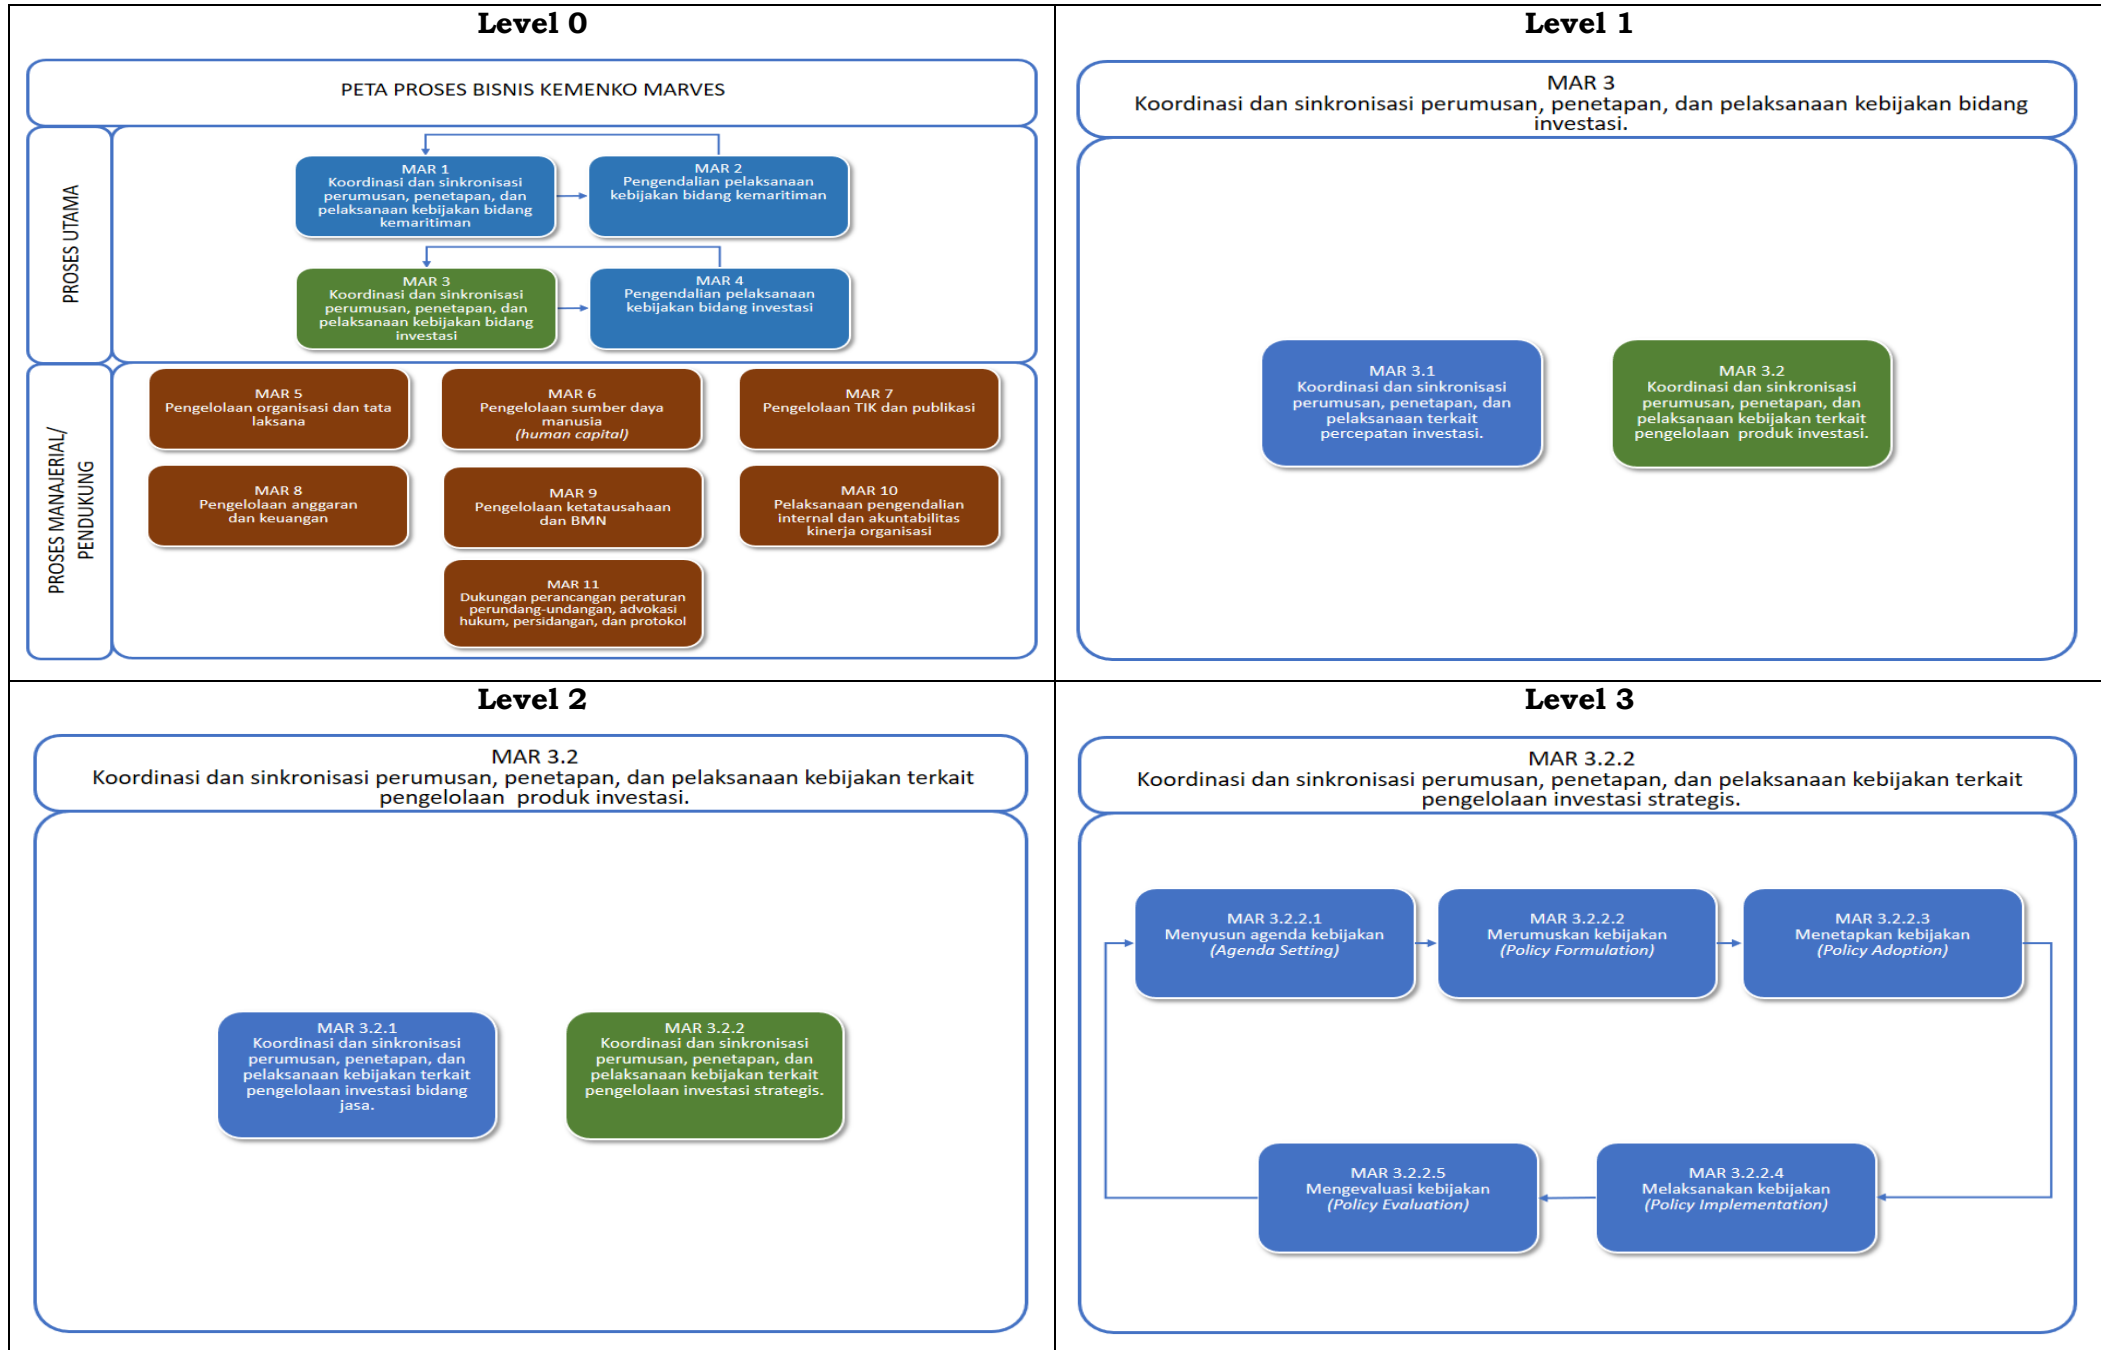 Level 0
PETA PROSES BISNIS KEMENKO MARVES
PROSES UTAMA
MAR 1
Koordinasi dan sinkronisasi
perumusan, penetapan, dan
pelaksanaan kebijakan bidang
kemaritiman
MAR 2
Pengendalian pelaksanaan
kebijakan bidang kemaritiman
MAR 3
Koordinasi dan sinkronisasi
perumusan, penetapan, dan
pelaksanaan kebijakan bidang
investasi
MAR 4
Pengendalian pelaksanaan
kebijakan bidang investasi
PROSES MANAJERIAL/
PENDUKUNG
MAR 5
Pengelolaan organisasi dan tata
laksana
MAR 6
Pengelolaan sumber daya
manusia
(human capital)
MAR 7
Pengelolaan TIK dan publikasi
MAR 8
Pengelolaan anggaran
dan keuangan
MAR 9
Pengelolaan ketatausahaan
dan BMN
MAR 10
Pelaksanaan pengendalian
internal dan akuntabilitas
kinerja organisasi
MAR 11
Dukungan perancangan peraturan
perundang-undangan, advokasi
hukum, persidangan, dan protokol
Level 1
MAR 3
Koordinasi dan sinkronisasi perumusan, penetapan, dan pelaksanaan kebijakan bidang
investasi.
MAR 3.1
Koordinasi dan sinkronisasi
perumusan, penetapan, dan
pelaksanaan terkait
percepatan investasi.
MAR 3.2
Koordinasi dan sinkronisasi
perumusan, penetapan, dan
pelaksanaan kebijakan terkait
pengelolaan  produk investasi.
Level 2
MAR 3.2
Koordinasi dan sinkronisasi perumusan, penetapan, dan pelaksanaan kebijakan terkait
pengelolaan  produk investasi.
MAR 3.2.1
Koordinasi dan sinkronisasi
perumusan, penetapan, dan
pelaksanaan kebijakan terkait
pengelolaan investasi bidang
jasa.
MAR 3.2.2
Koordinasi dan sinkronisasi
perumusan, penetapan, dan
pelaksanaan kebijakan terkait
pengelolaan investasi strategis.
Level 3
MAR 3.2.2
Koordinasi dan sinkronisasi perumusan, penetapan, dan pelaksanaan kebijakan terkait
pengelolaan investasi strategis.
MAR 3.2.2.1
Menyusun agenda kebijakan
(Agenda Setting)
MAR 3.2.2.2
Merumuskan kebijakan
(Policy Formulation)
MAR 3.2.2.3
Menetapkan kebijakan
(Policy Adoption)
MAR 3.2.2.5
Mengevaluasi kebijakan
(Policy Evaluation)
MAR 3.2.2.4
Melaksanakan kebijakan
(Policy Implementation)